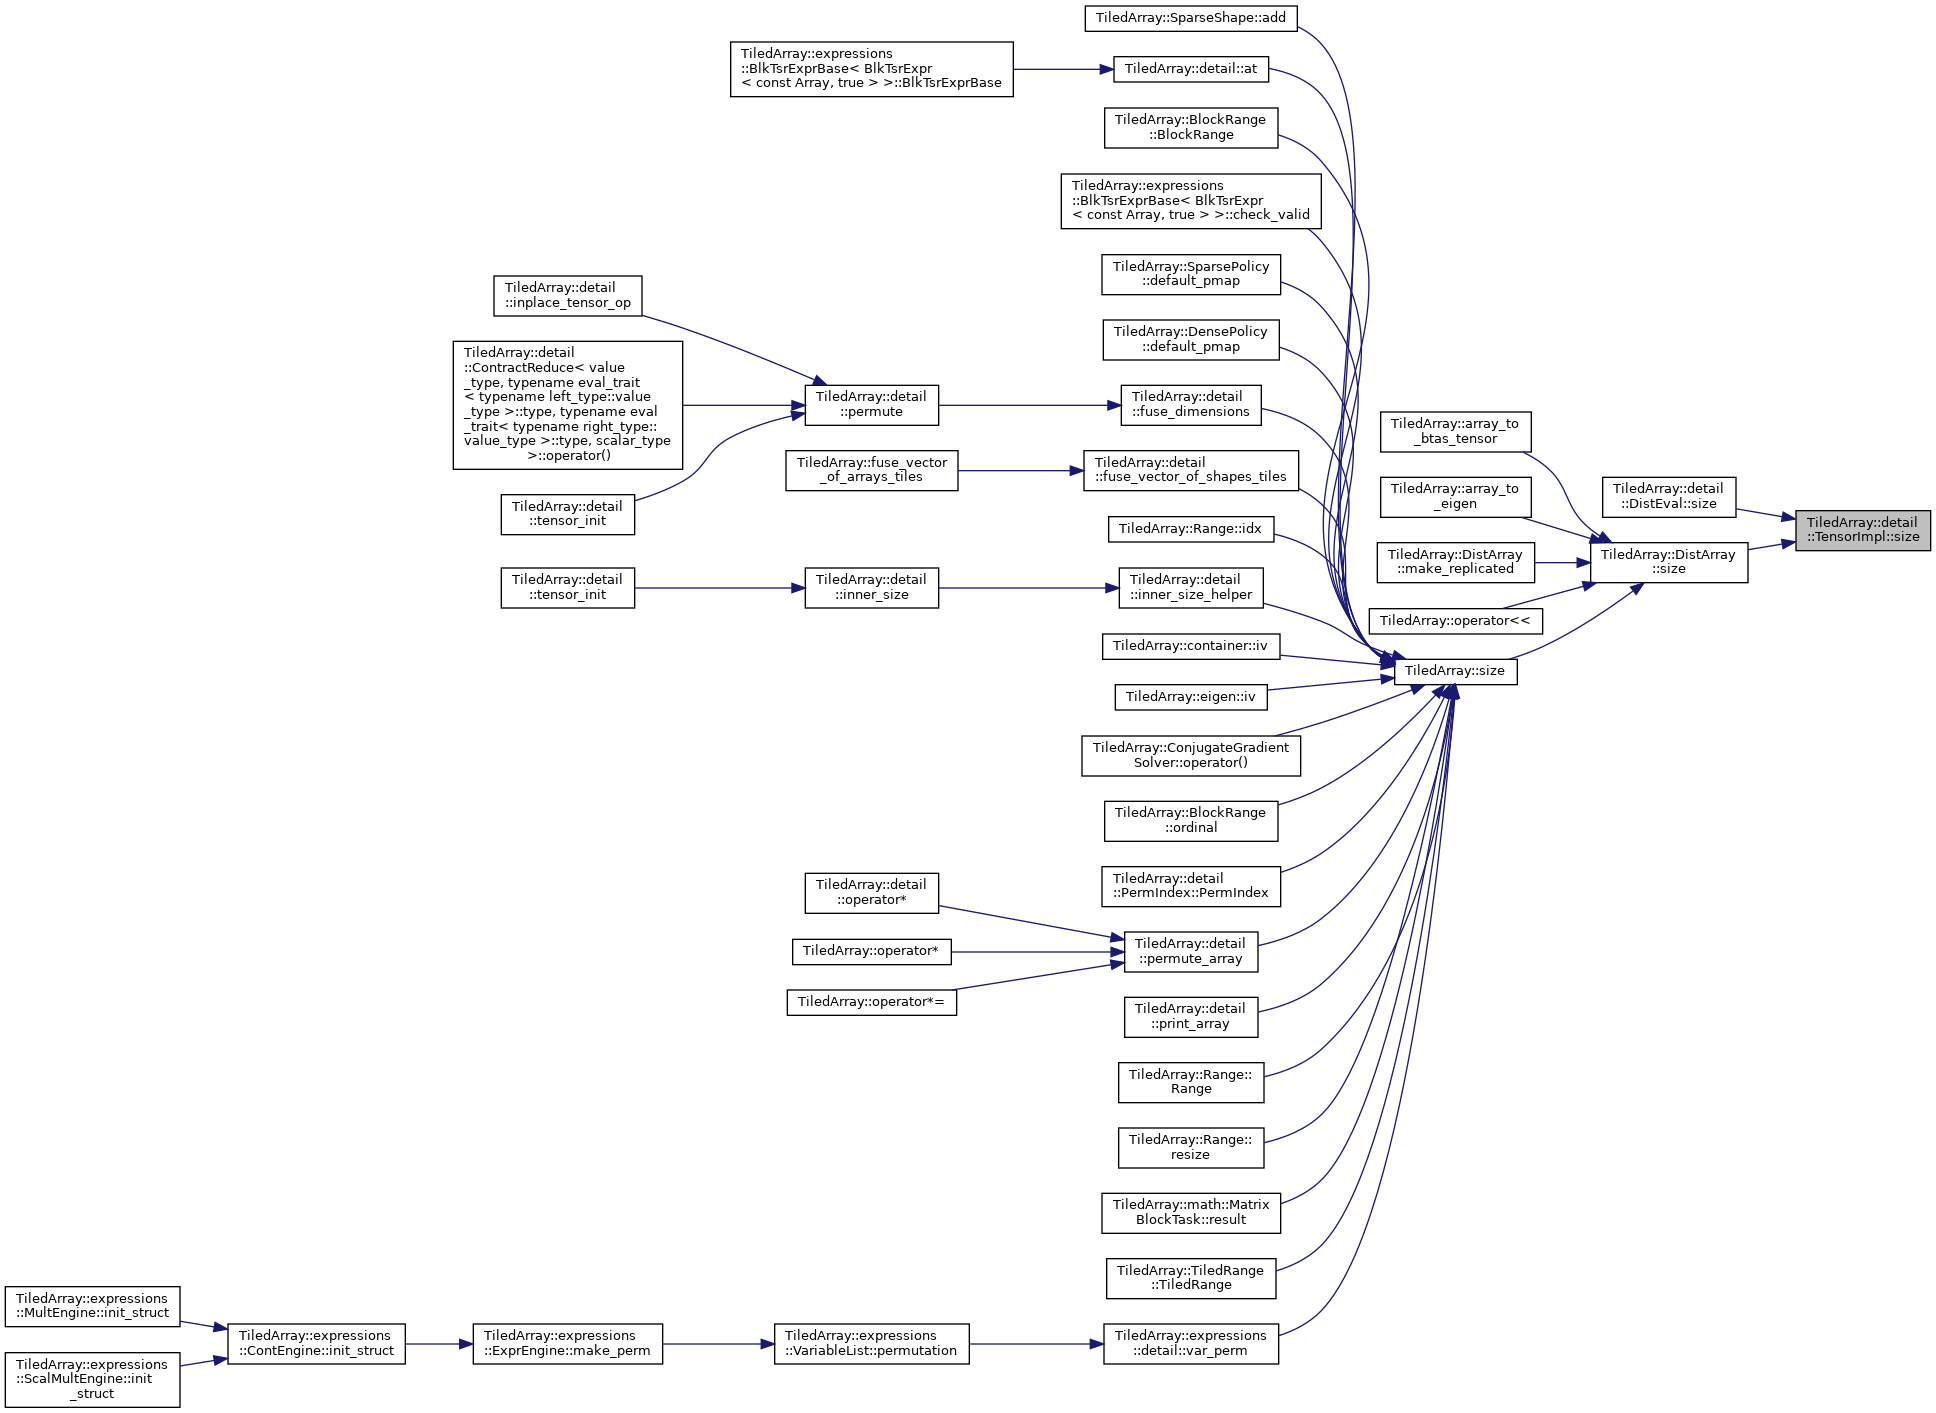 TiledArray::SparseShape::add
TiledArray::expressions
::BlkTsrExprBase< BlkTsrExpr
< const Array, true > >::BlkTsrExprBase
TiledArray::detail::at
TiledArray::BlockRange
::BlockRange
TiledArray::expressions
::BlkTsrExprBase< BlkTsrExpr
< const Array, true > >::check_valid
TiledArray::SparsePolicy
::default_pmap
TiledArray::detail
::inplace_tensor_op
TiledArray::DensePolicy
::default_pmap
TiledArray::detail
::ContractReduce< value
_type, typename eval_trait
< typename left_type::value
_type >::type, typename eval
_trait< typename right_type::
value_type >::type, scalar_type
>::operator()
TiledArray::detail
::permute
TiledArray::detail
::fuse_dimensions
TiledArray::array_to
_btas_tensor
TiledArray::fuse_vector
_of_arrays_tiles
TiledArray::detail
::fuse_vector_of_shapes_tiles
TiledArray::array_to
_eigen
TiledArray::detail
::DistEval::size
TiledArray::detail
::tensor_init
TiledArray::Range::idx
TiledArray::detail
::TensorImpl::size
TiledArray::DistArray
::make_replicated
TiledArray::DistArray
::size
TiledArray::detail
::tensor_init
TiledArray::detail
::inner_size
TiledArray::detail
::inner_size_helper
TiledArray::operator<<
TiledArray::container::iv
TiledArray::size
TiledArray::eigen::iv
TiledArray::ConjugateGradient
Solver::operator()
TiledArray::BlockRange
::ordinal
TiledArray::detail
::PermIndex::PermIndex
TiledArray::detail
::operator*
TiledArray::operator*
TiledArray::detail
::permute_array
TiledArray::operator*=
TiledArray::detail
::print_array
TiledArray::Range::
Range
TiledArray::Range::
resize
TiledArray::math::Matrix
BlockTask::result
TiledArray::TiledRange
::TiledRange
TiledArray::expressions
::MultEngine::init_struct
TiledArray::expressions
::ContEngine::init_struct
TiledArray::expressions
::ExprEngine::make_perm
TiledArray::expressions
::VariableList::permutation
TiledArray::expressions
::detail::var_perm
TiledArray::expressions
::ScalMultEngine::init
_struct